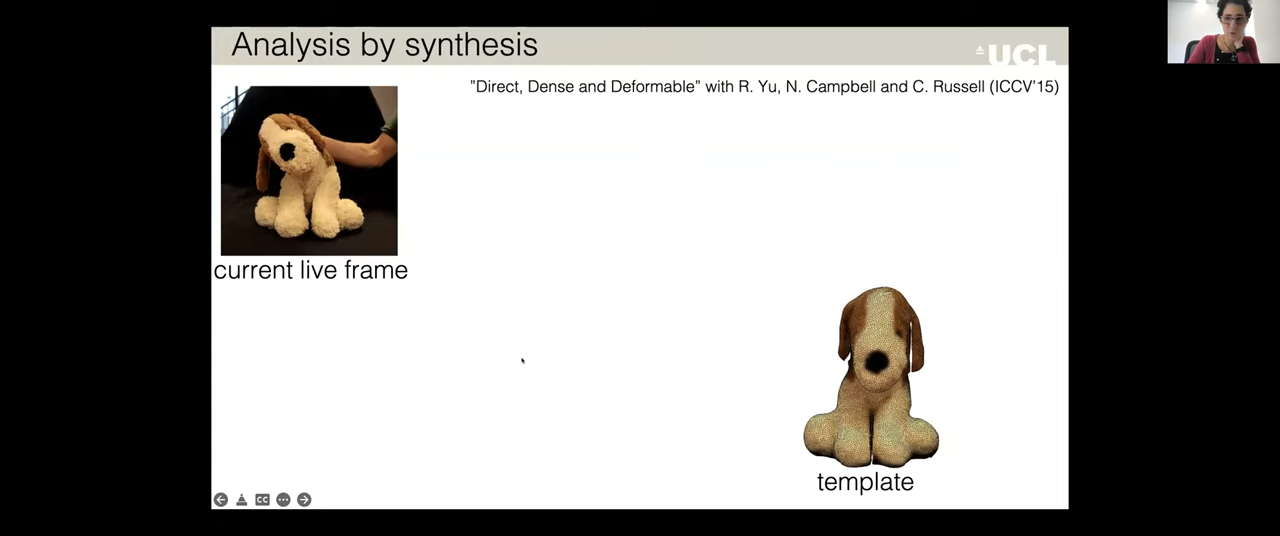 Analysis by synthesis
UCL
"Direct, Dense and Deformable" with R. Yu, N. Campbell and C. Russell (ICCV'15)
current live frame
template
CC